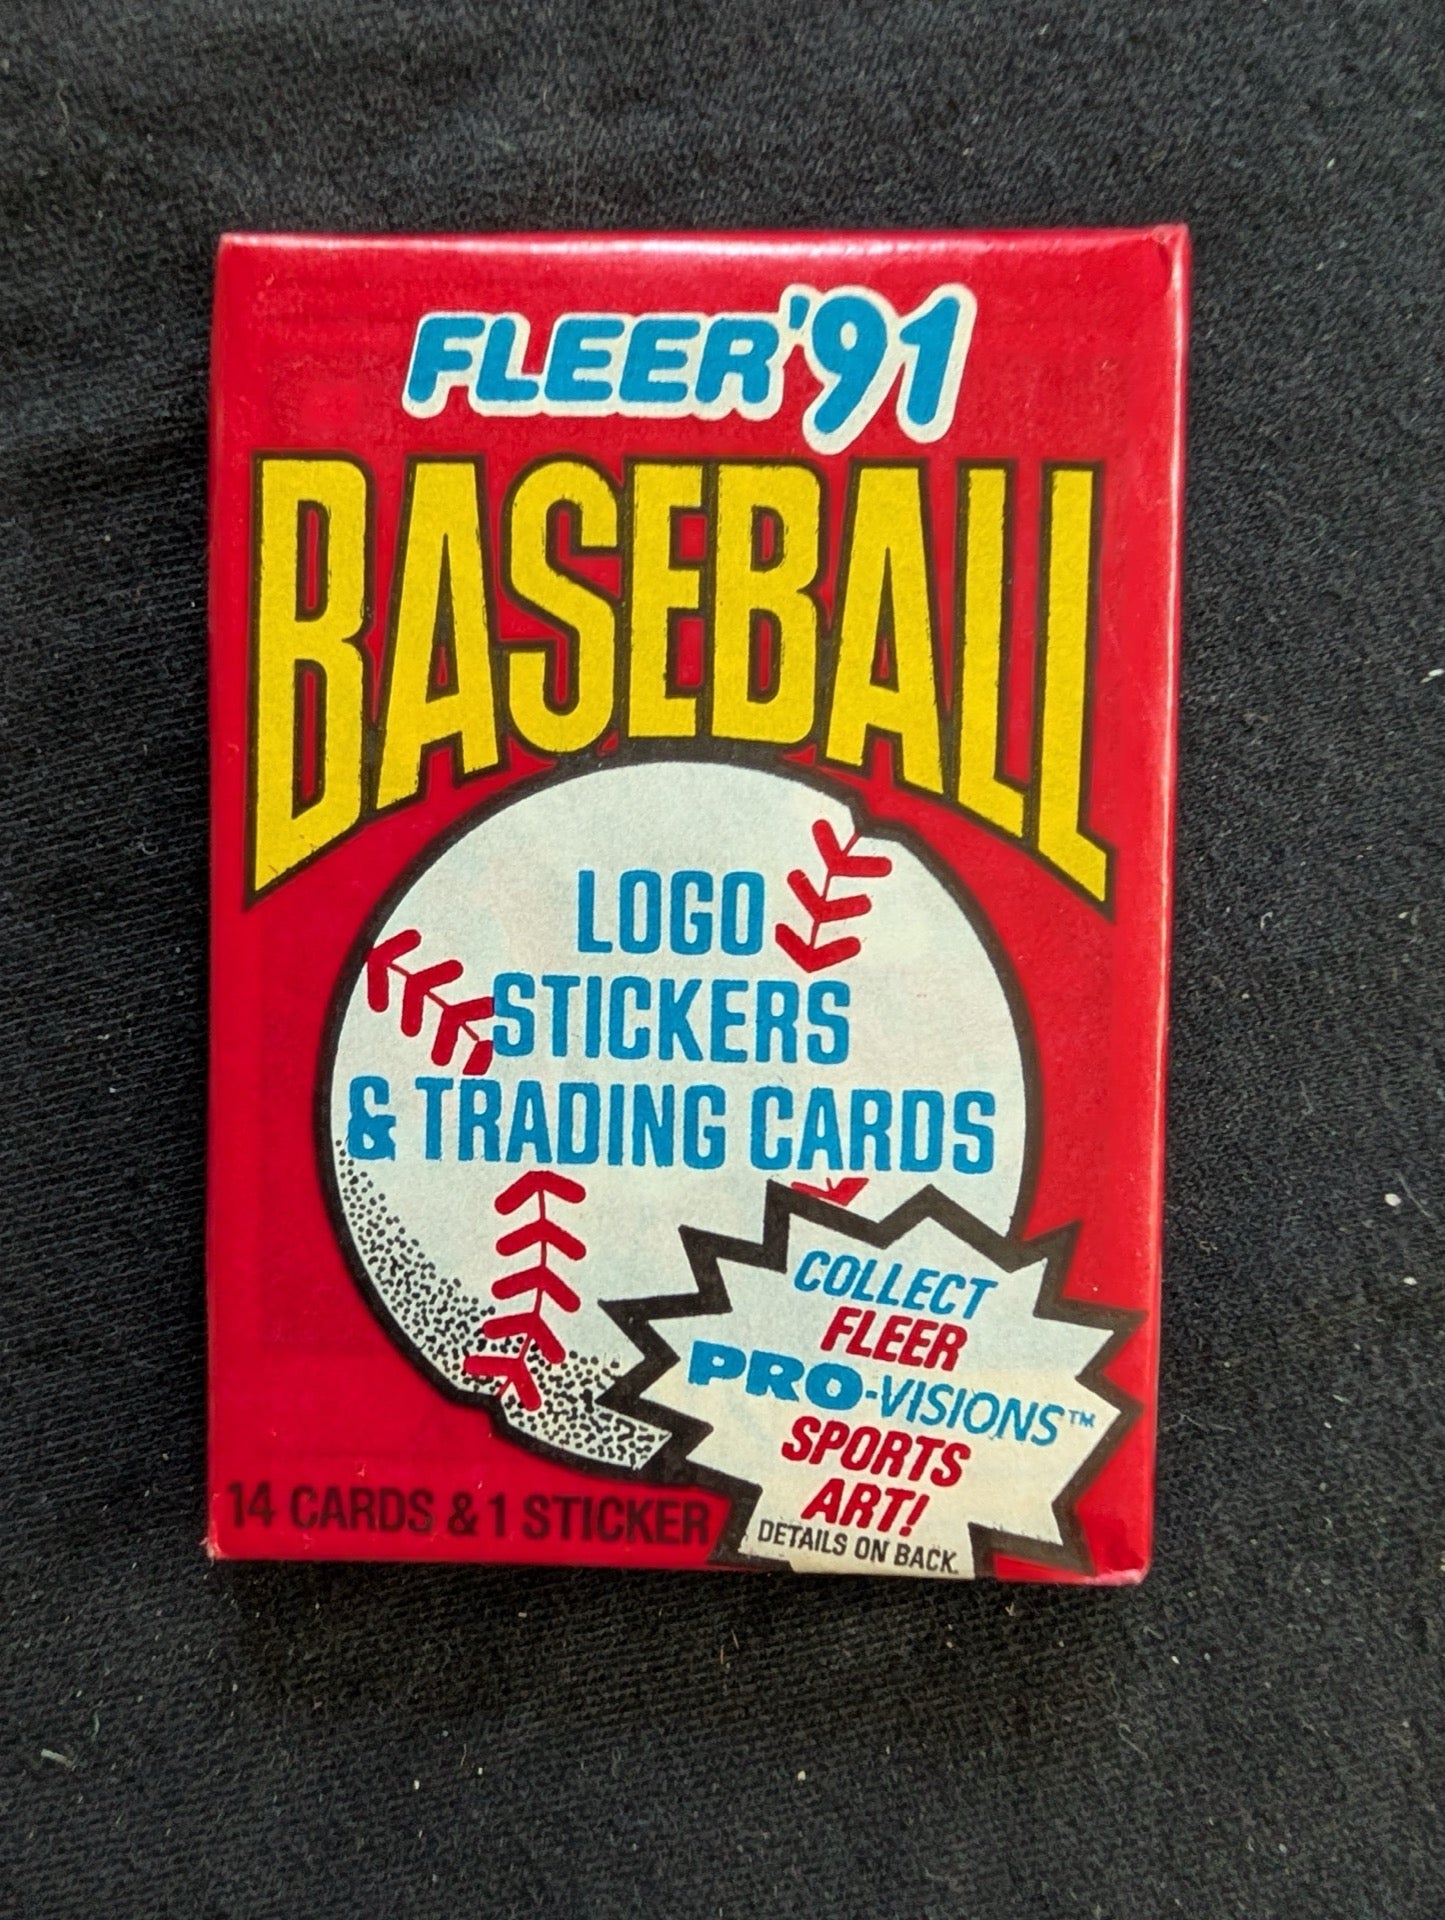 FLEER '91
BASEBALL
LOGO
STICKERS
& TRADING CARDS
COLLECT
FLEER
PRO-VISIONS™
SPORTS
ART!
DETAILS ON BACK.
14 CARDS & 1 STICKER